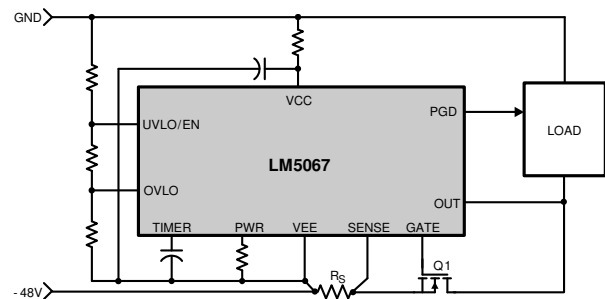 GND
VCC
PGD
UVLO/EN
LOAD
LM5067
OVLO
OUT
TIMER PWR VEE SENSE GATE
RS
Q1
- 48V